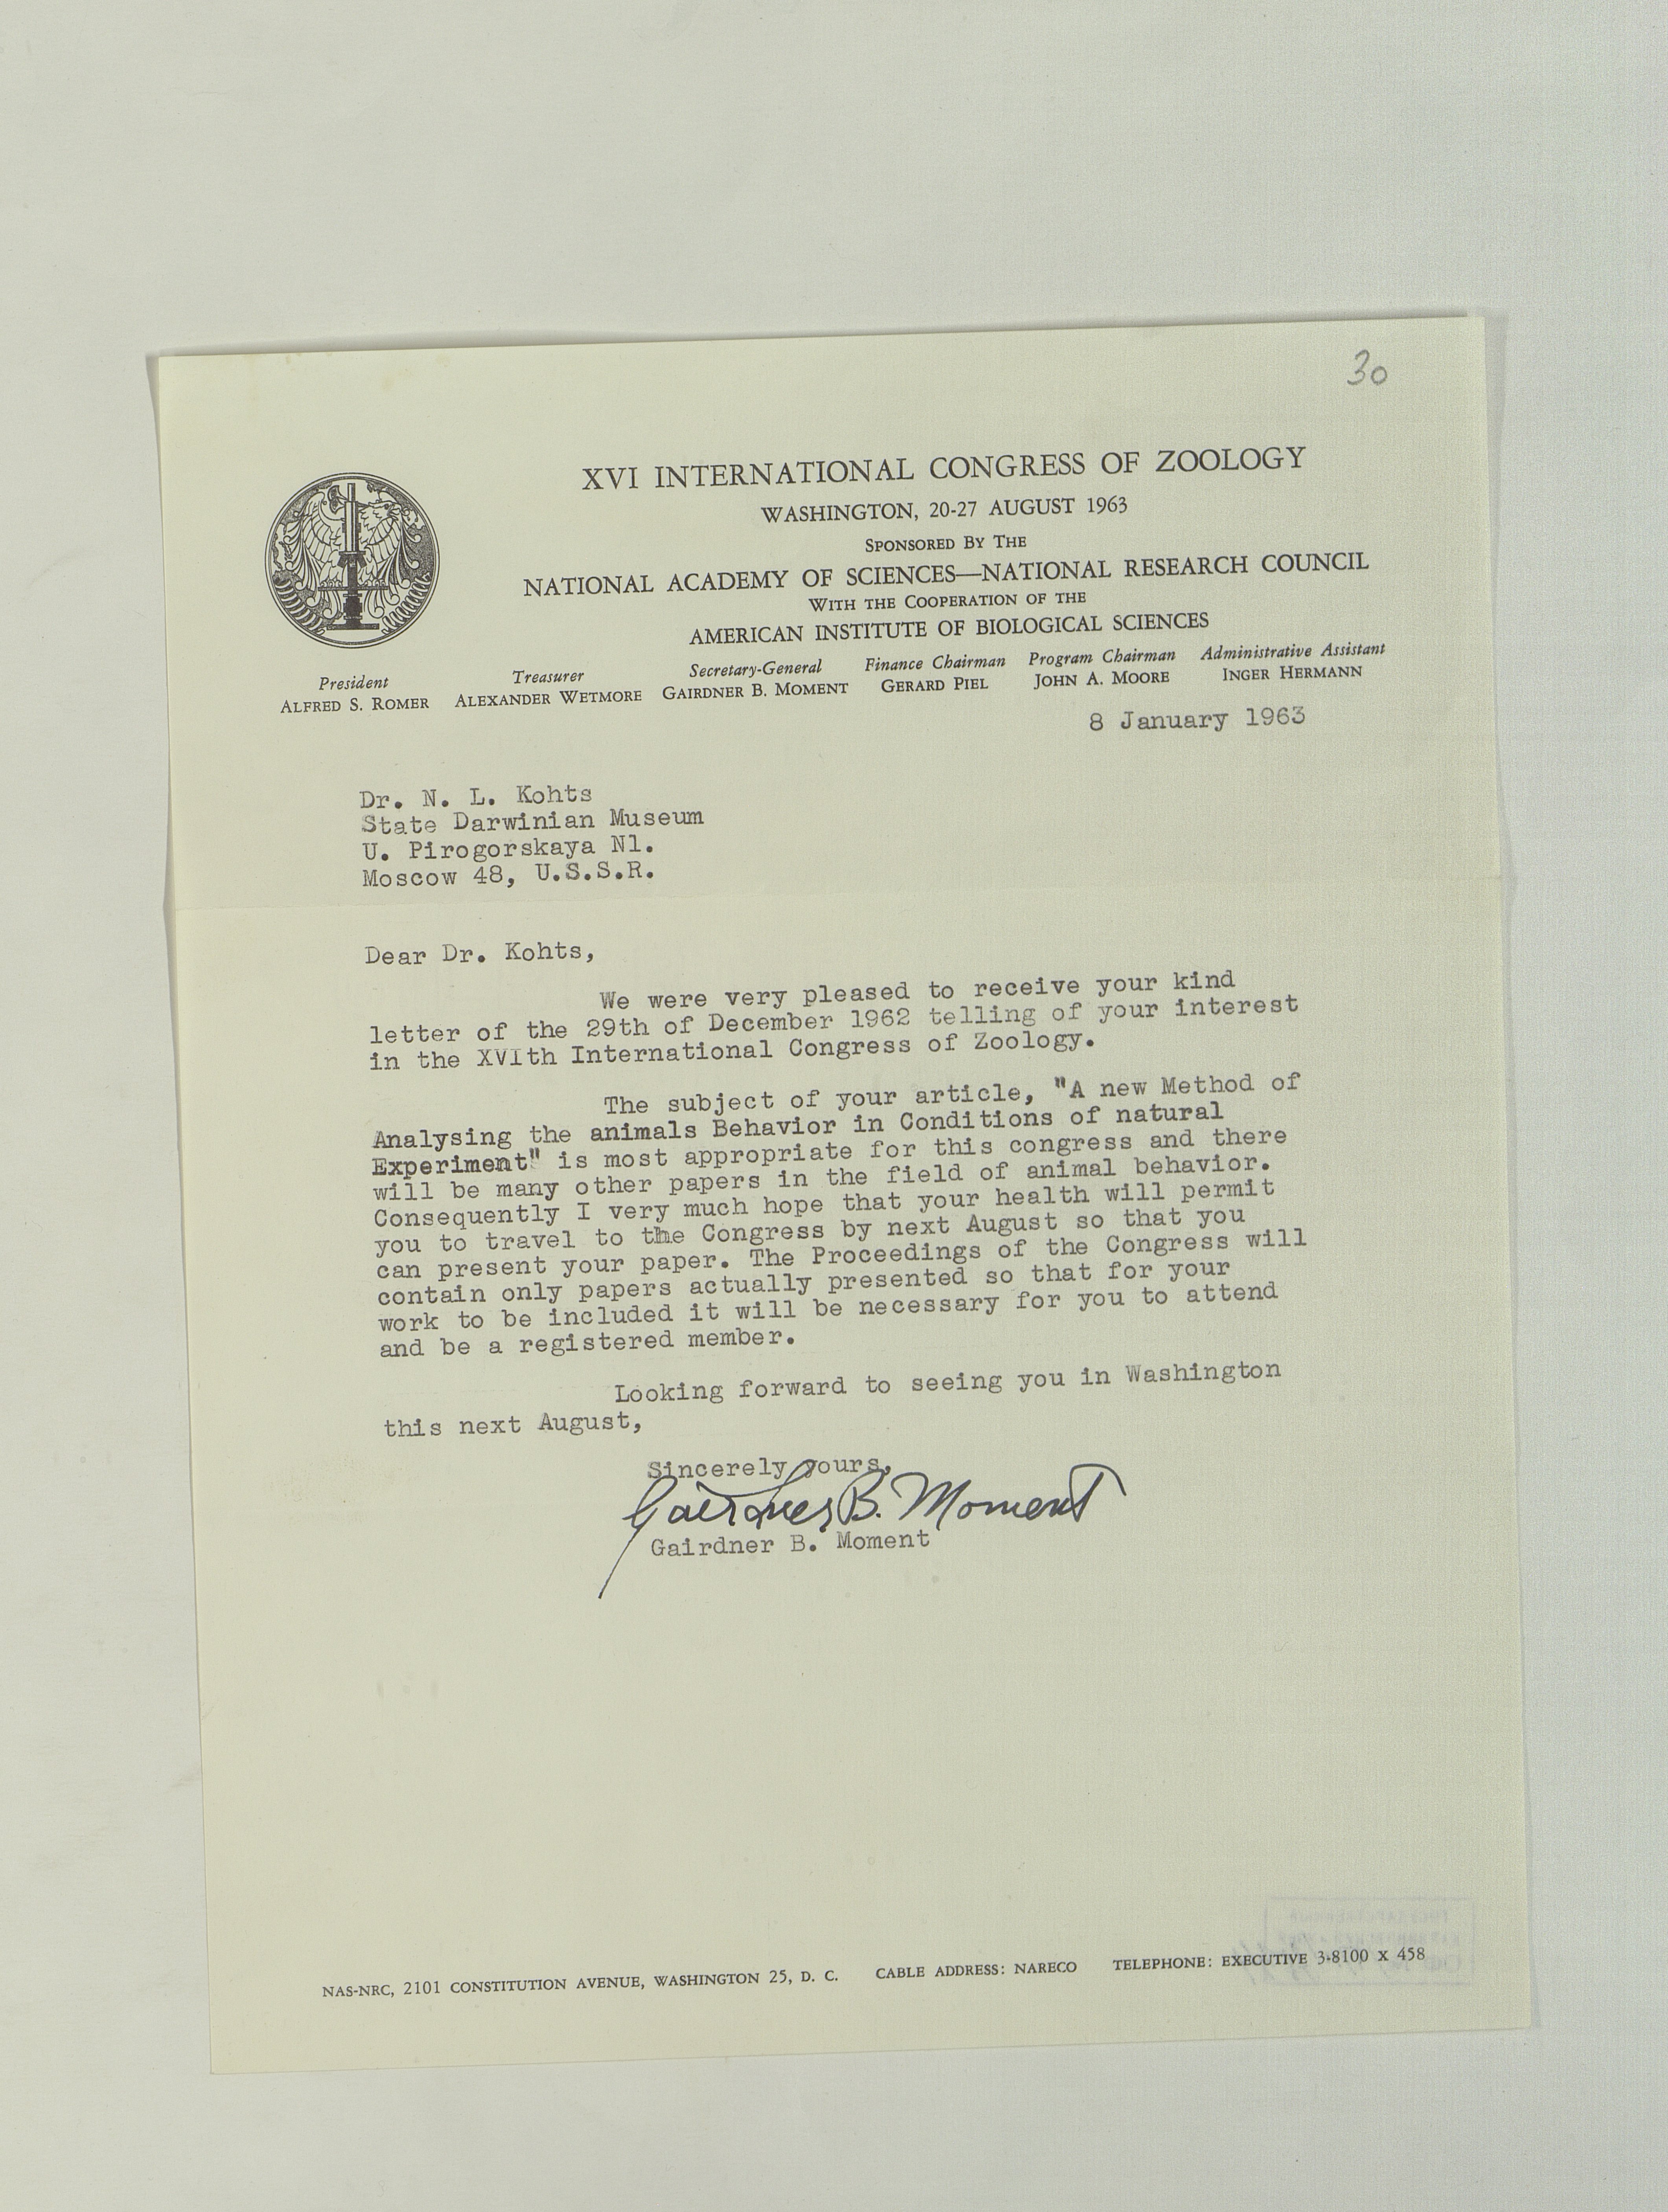 30
XVI INTERNATIONAL CONGRESS OF ZOOLOGY
WASHINGTON, 20-27 AUGUST 1963
SPONSORED BY THE
NATIONAL ACADEMY OF SCIENCES—NATIONAL RESEARCH COUNCIL
WITH THE COOPERATION OF THE
AMERICAN INSTITUTE OF BIOLOGICAL SCIENCES
President Treasurer Secretary-General Finance Chairman Program Chairman Administrative Assistant
ALFRED S. ROMER ALEXANDER WETMORE GAIRDNER B. MOMENT GERARD PIEL JOHN A. MOORE INGER HERMANN
8 January 1963
Dr. N. L. Kohts
State Darwinian Museum
U. Pirogorskaya Nl.
Moscow 48, U.S.S.R.
Dear Dr. Kohts,
We were very pleased to receive your kind
letter of the 29th of December 1962 telling of your interest
in the XVIth International Congress of Zoology.
The subject of your article, "A new Method of
Analysing the animals Behavior in Conditions of natural
Experiment" is most appropriate for this congress and there
will be many other papers in the field of animal behavior.
Consequently I very much hope that your health will permit
you to travel to the Congress by next August so that you
can present your paper. The Proceedings of the Congress will
contain only papers actually presented so that for your
work to be included it will be necessary for you to attend
and be a registered member.
Looking forward to seeing you in Washington
this next August,
Sincerely yours,
Gairdner B. Moment
Gairdner B. Moment
NAS-NRC, 2101 CONSTITUTION AVENUE, WASHINGTON 25, D. C. CABLE ADDRESS: NARECO TELEPHONE: EXECUTIVE 3-8100 X 458